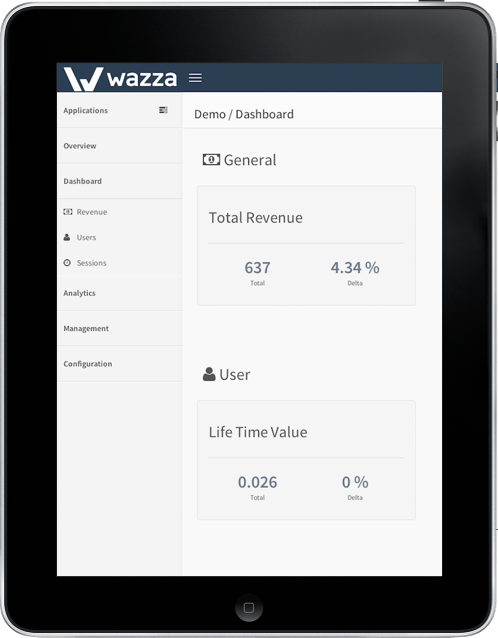 wazza
Applications
Overview
Dashboard
Revenue
Users
Sessions
Analytics
Management
Configuration
Demo / Dashboard
General
Total Revenue
637 4.34 %
Total Delta
User
Life Time Value
0.026 0 %
Total Delta